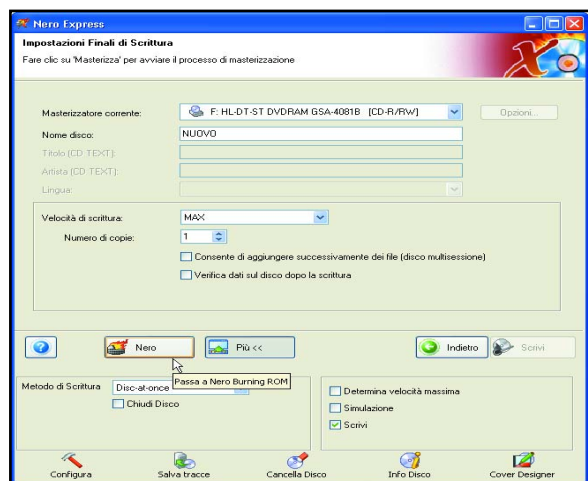 Nero Express
Impostazioni Finali di Scrittura
Fare clic su 'Masterizza' per avviare il processo di masterizzazione
Masterizzatore corrente: F: HL-DT-ST DVDRAM GSA-4081B [CD-R/RW] Opzioni...
Nome disco: NUOVO
Titolo (CD TEXT):
Artista (CD TEXT):
Lingua:
Velocità di scrittura: MAX
Numero di copie: 1
Consente di aggiungere successivamente dei file (disco multisessione)
Verifica dati sul disco dopo la scrittura
Nero Più << Indietro Scrivi
Metodo di Scrittura Disc-at-once Passa a Nero Burning ROM Determina velocità massima
Chiudi Disco Simulazione
Scrivi
Configura Salva tracce Cancella Disco Info Disco Cover Designer